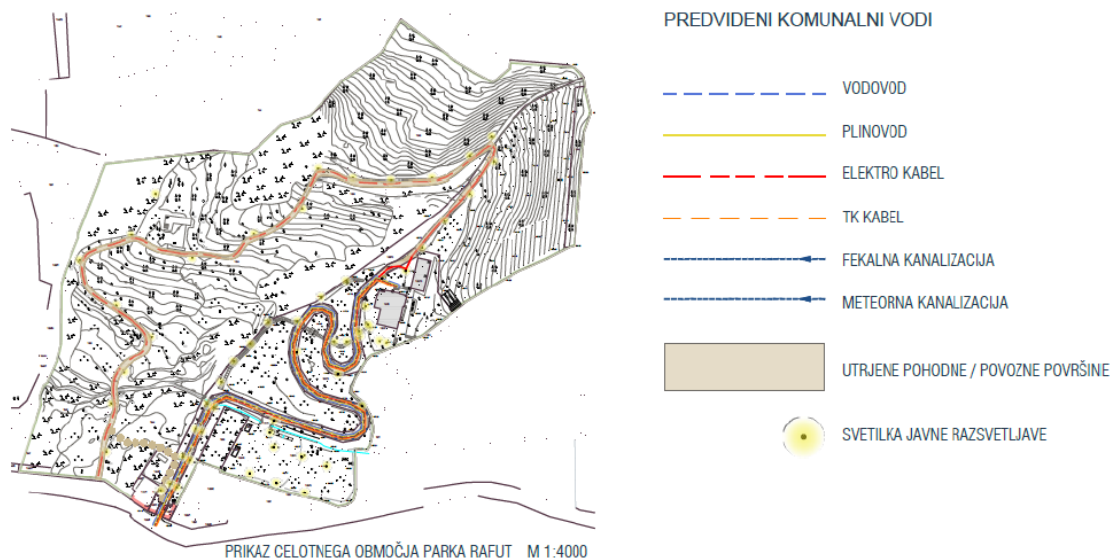 PREDVIDENI KOMUNALNI VODI
VODOVOD
PLINOVOD
ELEKTRO KABEL
TK KABEL
FEKALNA KANALIZACIJA
METEORNA KANALIZACIJA
UTRJENE POHODNE / POVOZNE POVRŠINE
SVETILKA JAVNE RAZSVETLJAVE
PRIKAZ CELOTNEGA OBMOČJA PARKA RAFUT M 1:4000